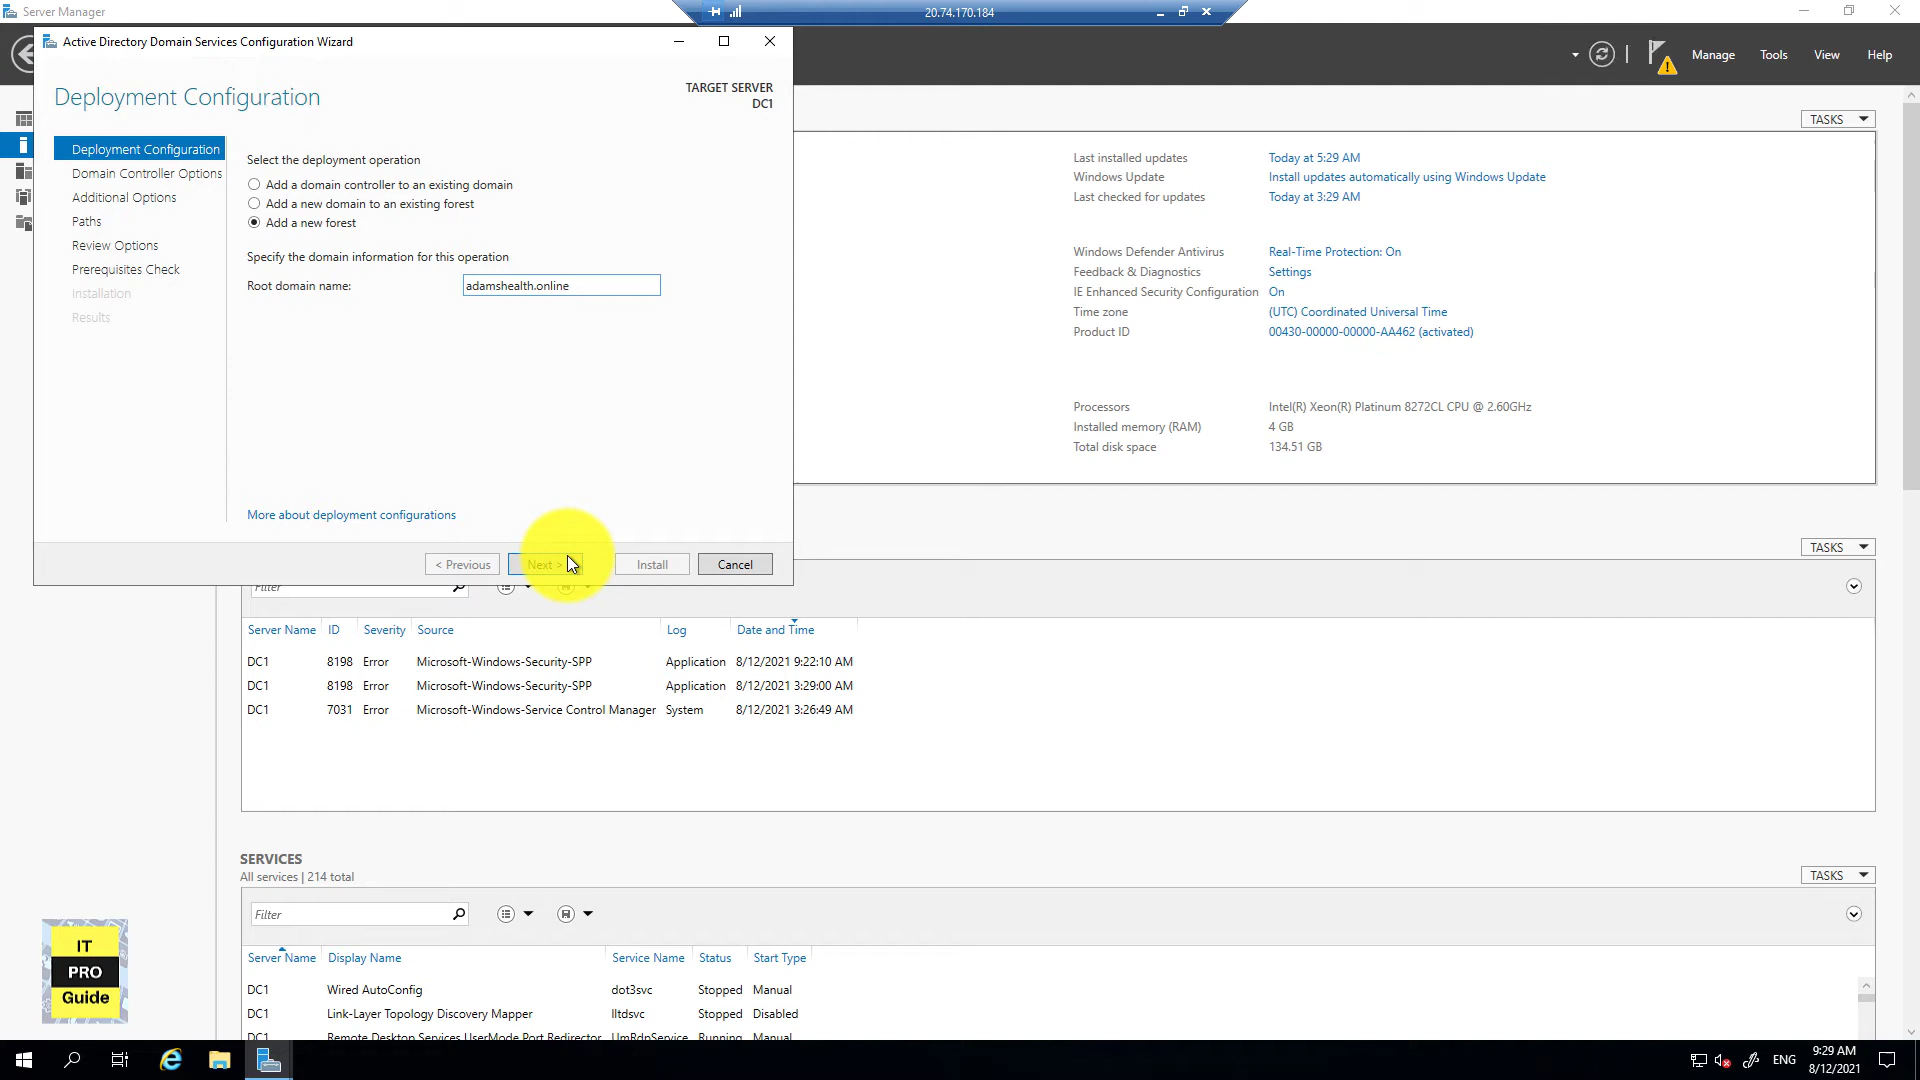 Server Manager
20.74.170.184
Manage
Tools
View
Help
Active Directory Domain Services Configuration Wizard
Deployment Configuration
TARGET SERVER
DC1
Deployment Configuration
Domain Controller Options
Additional Options
Paths
Review Options
Prerequisites Check
Installation
Results
Select the deployment operation
Add a domain controller to an existing domain
Add a new domain to an existing forest
Add a new forest
Specify the domain information for this operation
Root domain name: adamshealth.online
More about deployment configurations
< Previous
Next >
Install
Cancel
TASKS
Last installed updates Today at 5:29 AM
Windows Update Install updates automatically using Windows Update
Last checked for updates Today at 3:29 AM
Windows Defender Antivirus Real-Time Protection: On
Feedback & Diagnostics Settings
IE Enhanced Security Configuration On
Time zone (UTC) Coordinated Universal Time
Product ID 00430-00000-00000-AA462 (activated)
Processors Intel(R) Xeon(R) Platinum 8272CL CPU @ 2.60GHz
Installed memory (RAM) 4 GB
Total disk space 134.51 GB
TASKS
Filter
Server Name ID Severity Source Log Date and Time
DC1 8198 Error Microsoft-Windows-Security-SPP Application 8/12/2021 9:22:10 AM
DC1 8198 Error Microsoft-Windows-Security-SPP Application 8/12/2021 3:29:00 AM
DC1 7031 Error Microsoft-Windows-Service Control Manager System 8/12/2021 3:26:49 AM
SERVICES
All services | 214 total
TASKS
Filter
Server Name Display Name Service Name Status Start Type
DC1 Wired AutoConfig dot3svc Stopped Manual
DC1 Link-Layer Topology Discovery Mapper lltdsvc Stopped Disabled
DC1 Remote Desktop Services UserMode Port Redirector UmRdpService Running Manual
IT
PRO
Guide
ENG
9:29 AM
8/12/2021